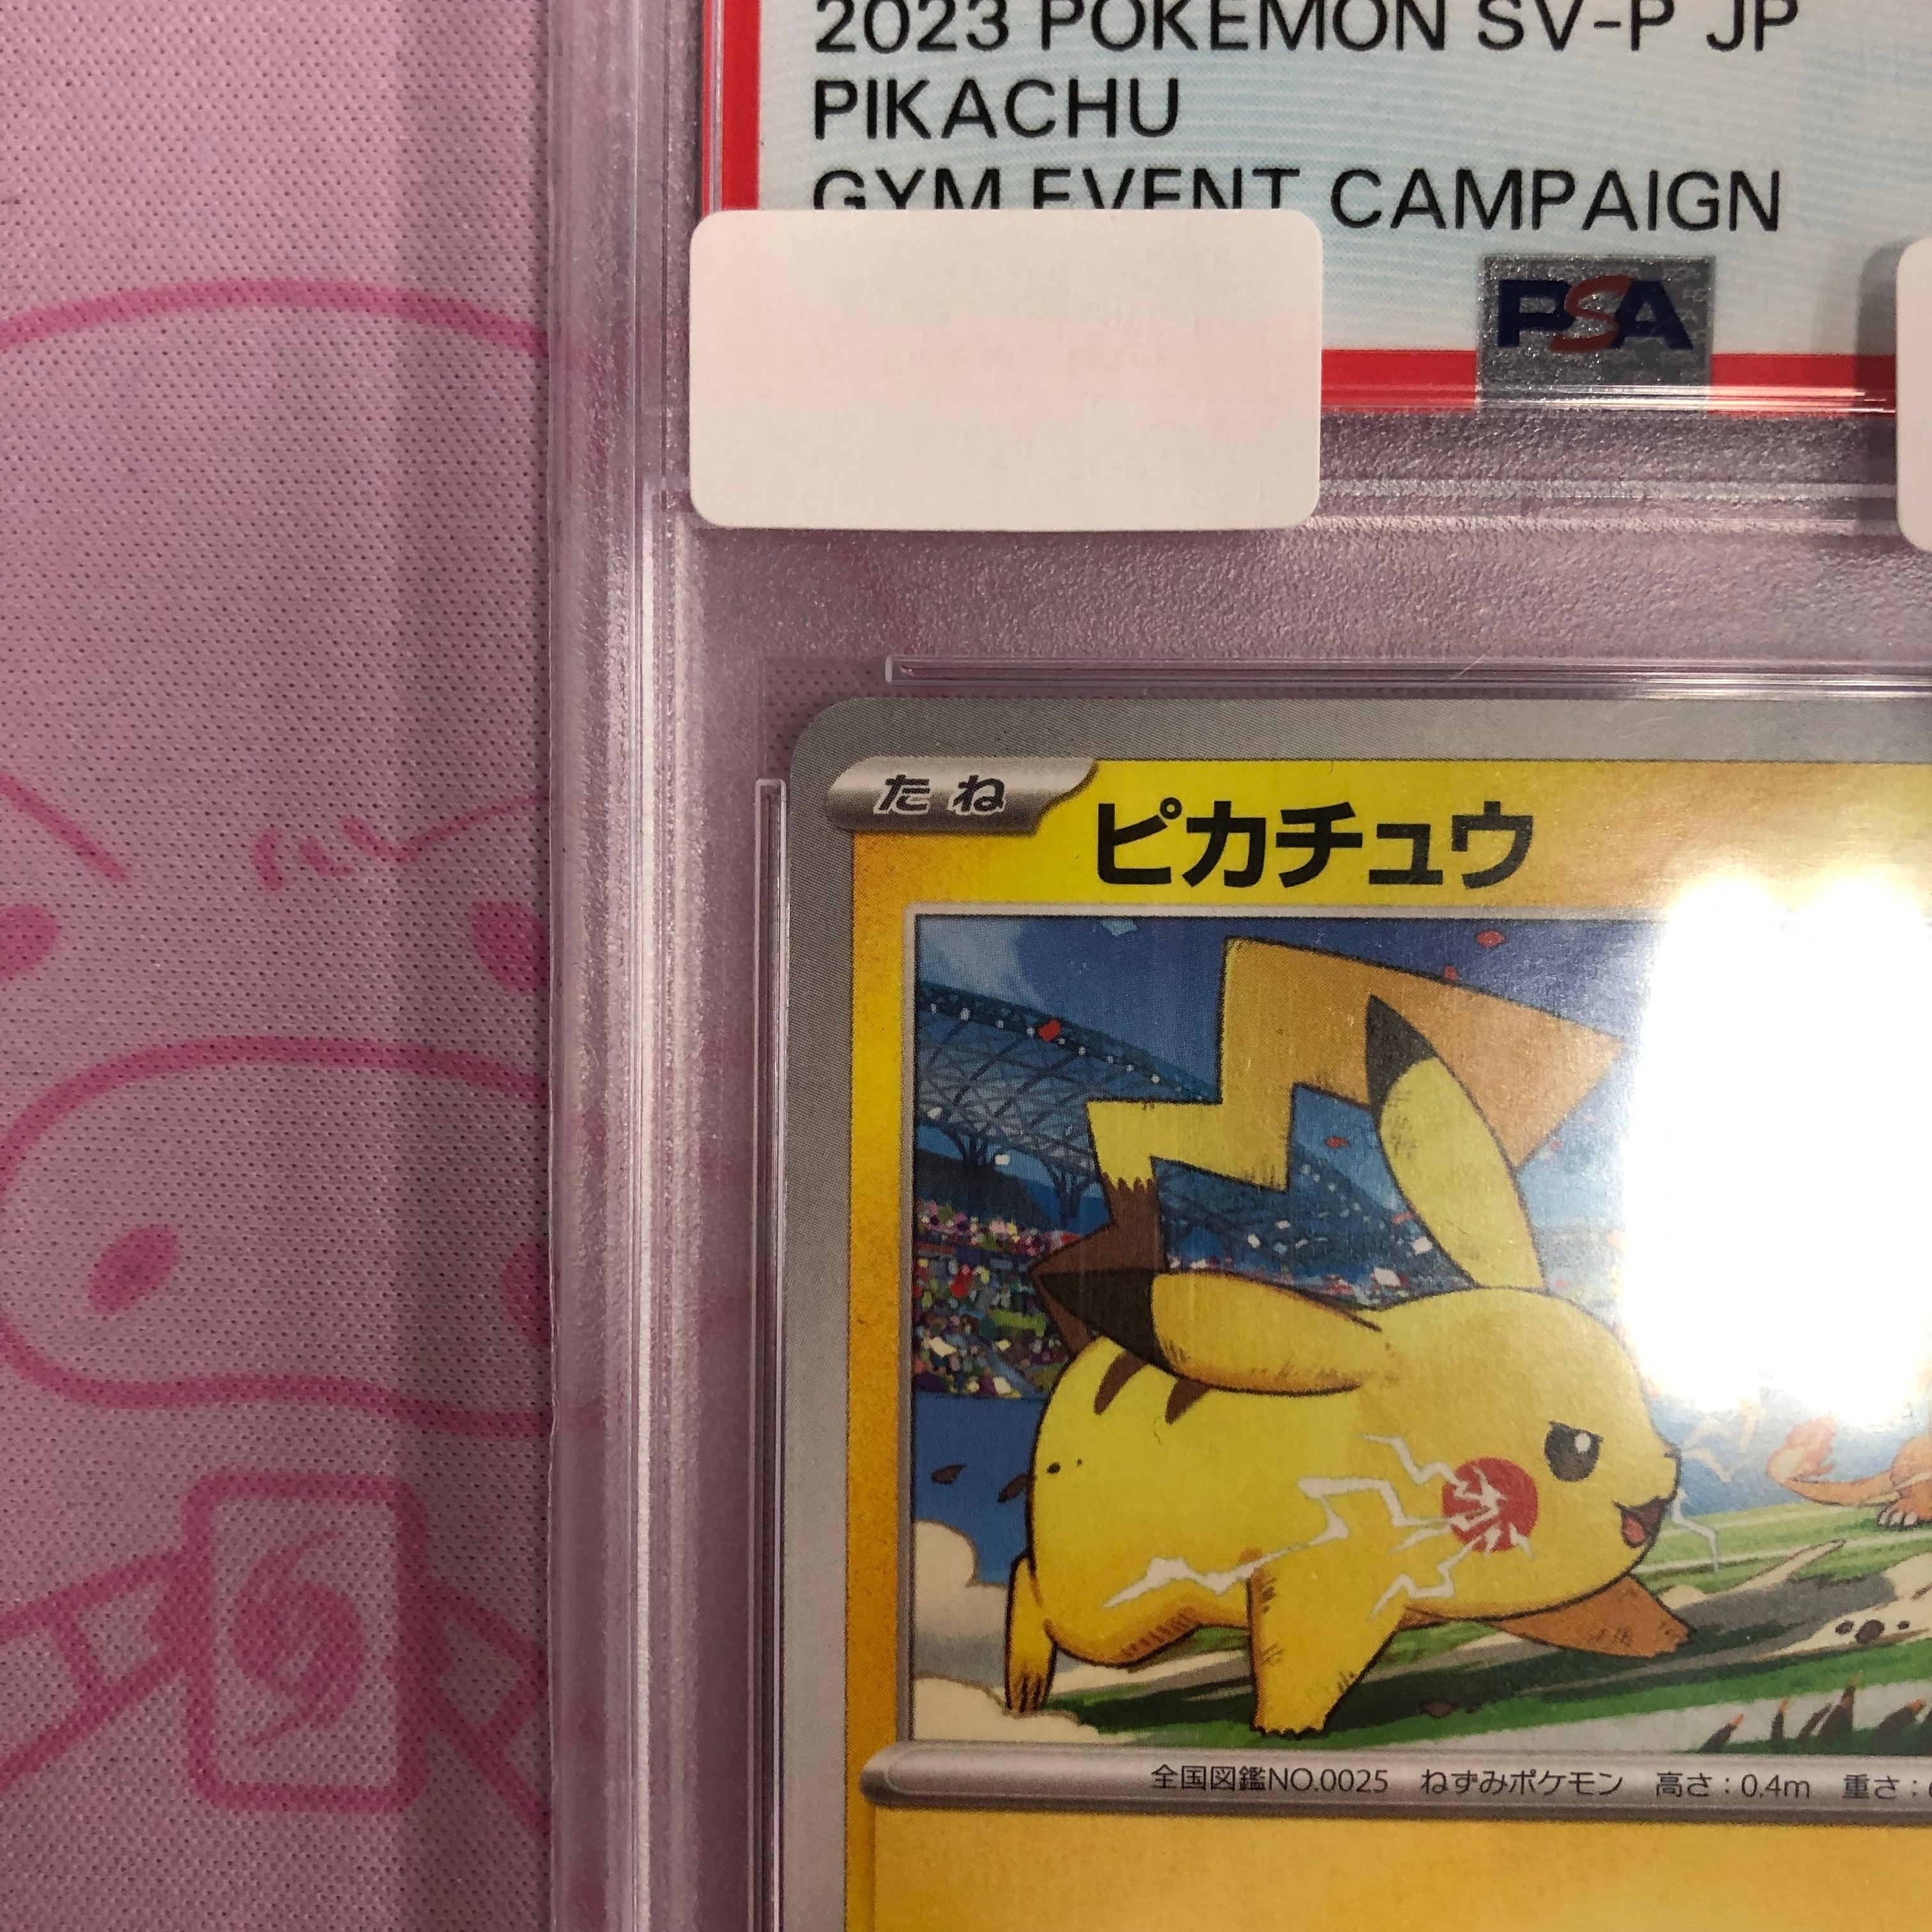 2023 POKEMON SV-P JP
PIKACHU
GYM EVENT CAMPAIGN
PSA
たね
ピカチュウ
全国図鑑NO.0025 ねずみポケモン 高さ:0.4m 重さ: